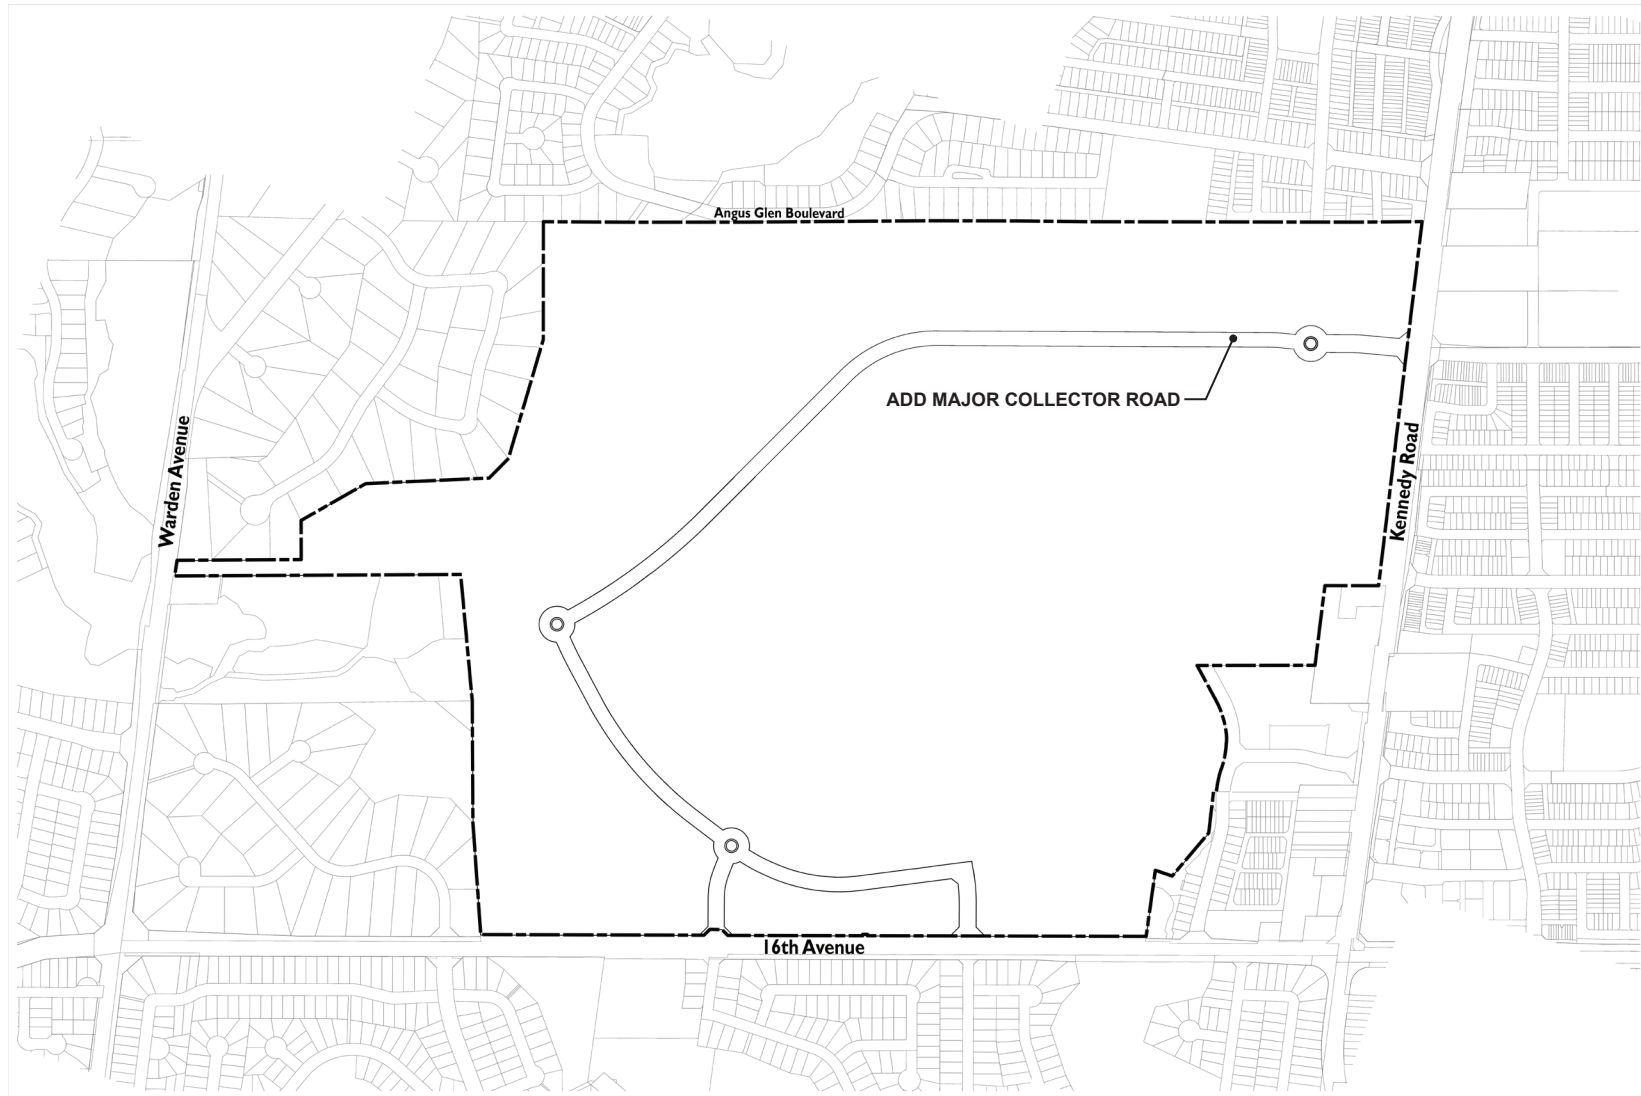 Angus Glen Boulevard
ADD MAJOR COLLECTOR ROAD
Warden Avenue
Kennedy Road
16th Avenue